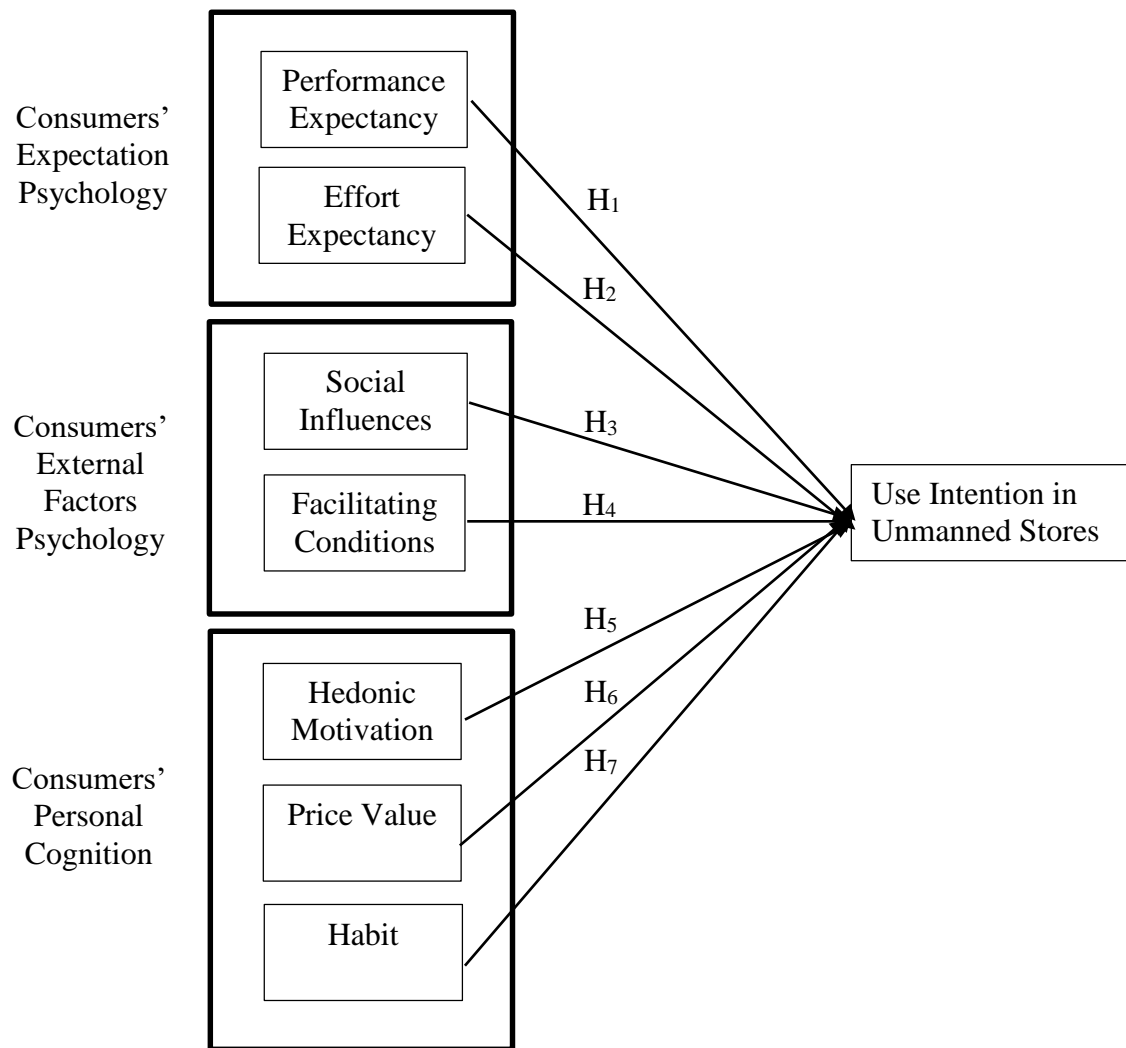 Consumers’
Expectation
Psychology
Performance
Expectancy
Effort
Expectancy
H1
H2
Consumers’
External
Factors
Psychology
Social
Influences
Facilitating
Conditions
H3
H4
Use Intention in
Unmanned Stores
Consumers’
Personal
Cognition
Hedonic
Motivation
Price Value
Habit
H5
H6
H7